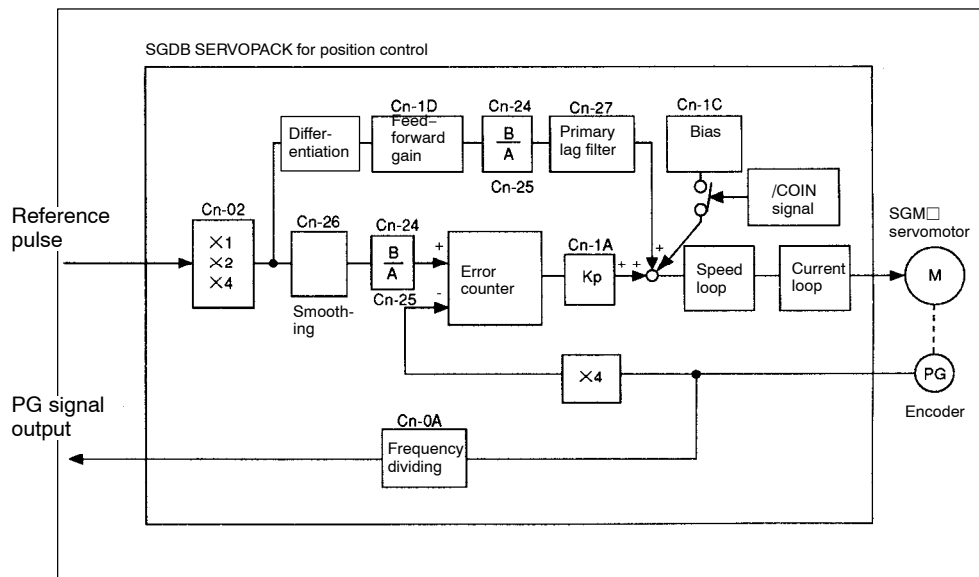 SGDB SERVOPACK for position control
Cn-1D
Cn-24
Cn-27
Cn-1C
Differ-
entiation
Feed-
forward
gain
B
A
Primary
lag filter
Bias
Cn-25
/COIN
signal
Reference
pulse
Cn-02
×1
×2
×4
Cn-26
Smooth-
ing
Cn-24
B
A
Cn-25
+
-
Error
counter
Cn-1A
Kp
+
+
+
Speed
loop
Current
loop
SGM□
servomotor
M
×4
PG
Encoder
PG signal
output
Cn-0A
Frequency
dividing